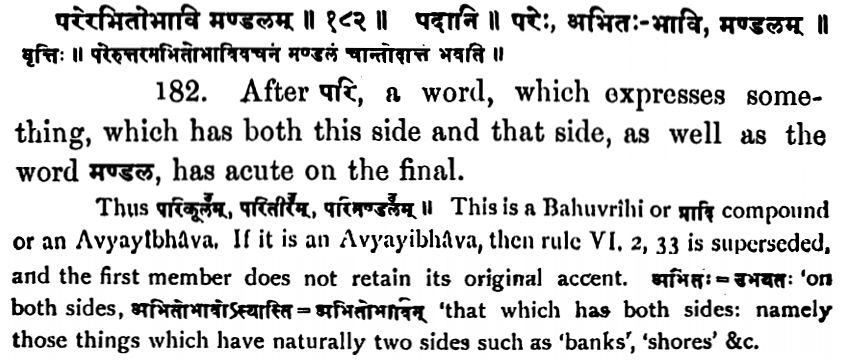 परेरभितोभावि मण्डलम् ॥ १८२ ॥ पदानि ॥ परेः, अभितः-भावि, मण्डलम् ॥
वृत्तिः ॥ परेरुत्तरमभितोभाविवचनं मण्डलं चान्तोदात्तं भवति ॥
182. After परि, a word, which expresses some-
thing, which has both this side and that side, as well as the
word मण्डल, has acute on the final.
Thus परिकूलम्॑, परितीरम्॑, परिमण्डलम्॑ ॥ This is a Bahuvrîhi or प्रादि compound
or an Avyayîbhâva. If it is an Avyayibhâva, then rule VI. 2, 33 is superseded,
and the first member does not retain its original accent. अभितः = उभयतः 'on
both sides, अभितोभावोऽस्यास्ति = अभितोभाविन् 'that which has both sides: namely
those things which have naturally two sides such as 'banks', 'shores' &c.